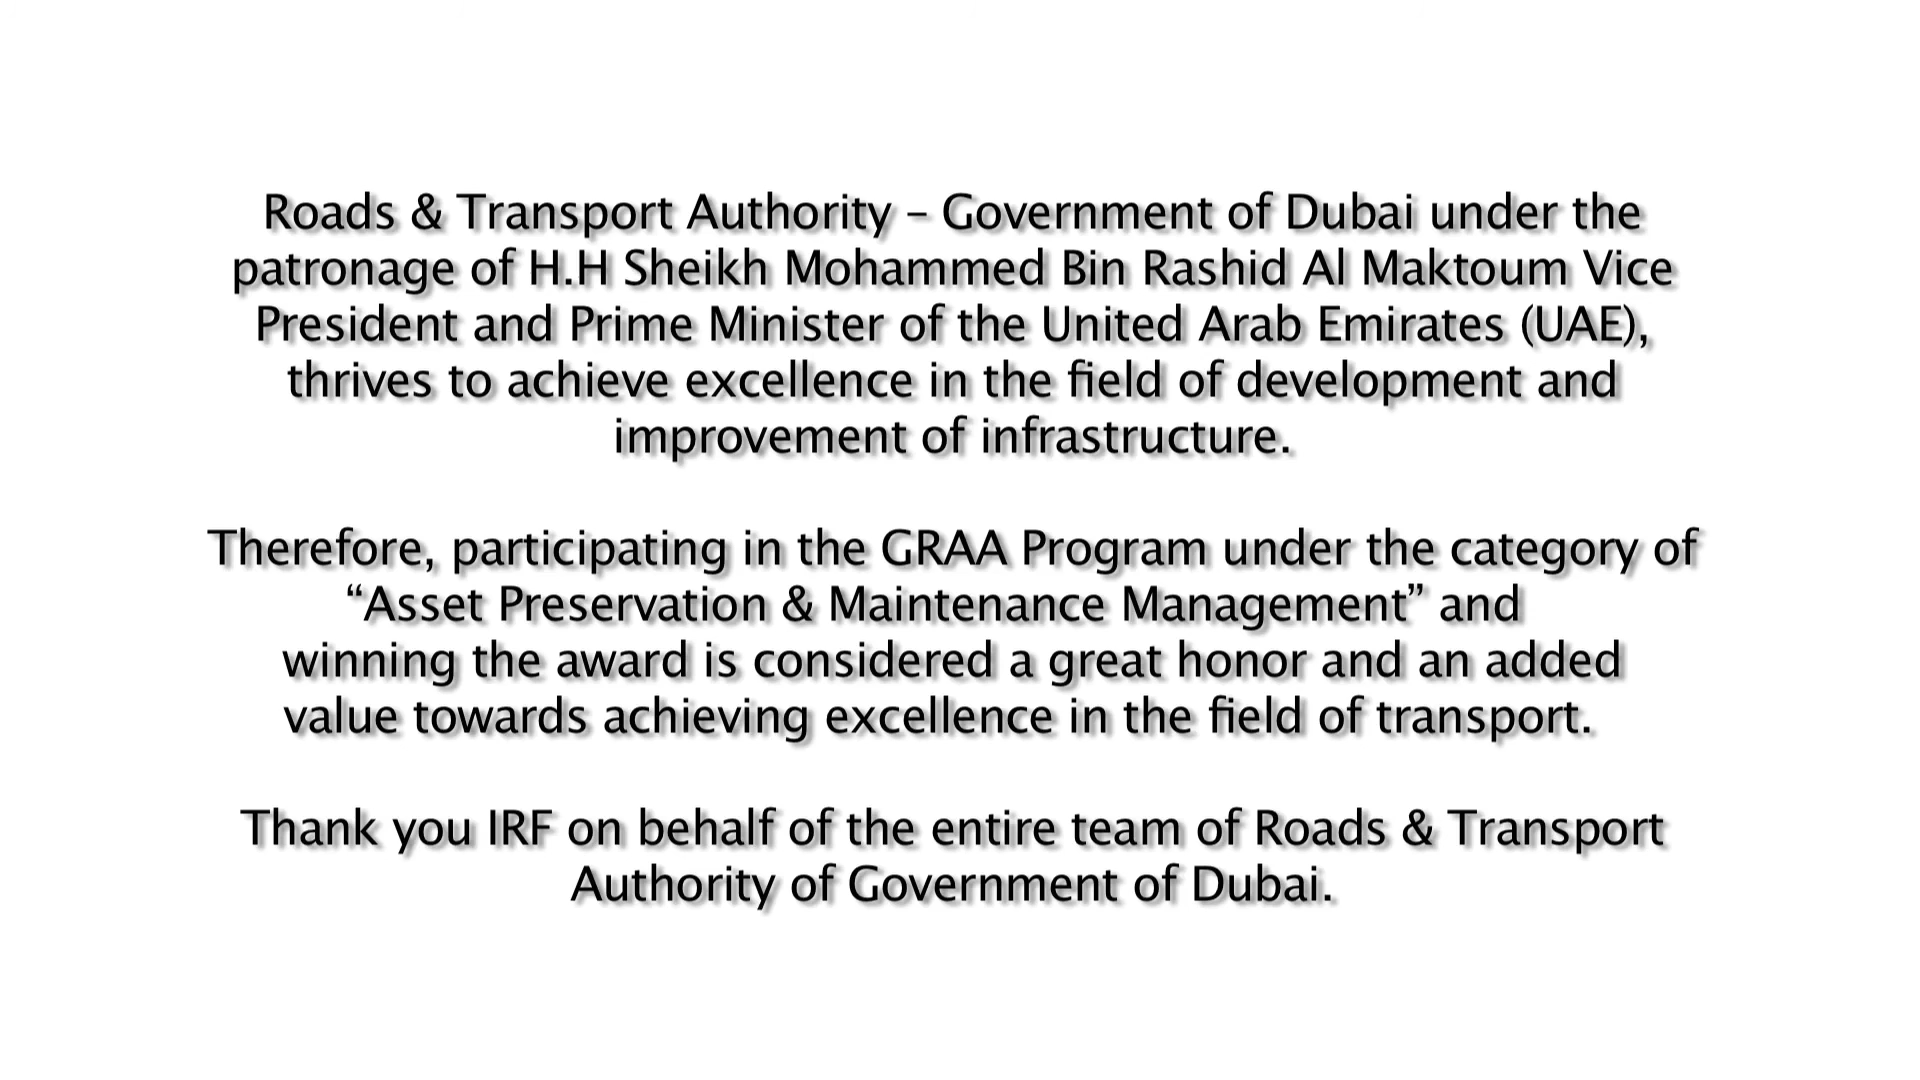 Roads & Transport Authority – Government of Dubai under the
patronage of H.H Sheikh Mohammed Bin Rashid Al Maktoum Vice
President and Prime Minister of the United Arab Emirates (UAE),
thrives to achieve excellence in the field of development and
improvement of infrastructure.
Therefore, participating in the GRAA Program under the category of
“Asset Preservation & Maintenance Management” and
winning the award is considered a great honor and an added
value towards achieving excellence in the field of transport.
Thank you IRF on behalf of the entire team of Roads & Transport
Authority of Government of Dubai.